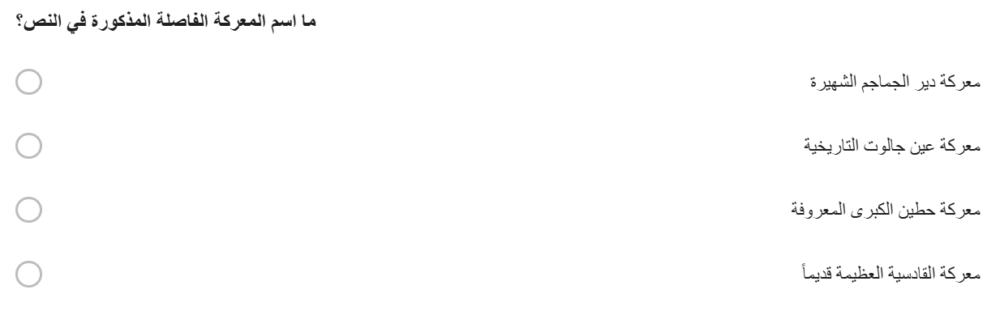 ما اسم المعركة الفاصلة المذكورة في النص؟
معركة دير الجماجم الشهيرة
معركة عين جالوت التاريخية
معركة حطين الكبرى المعروفة
معركة القادسية العظيمة قديماً